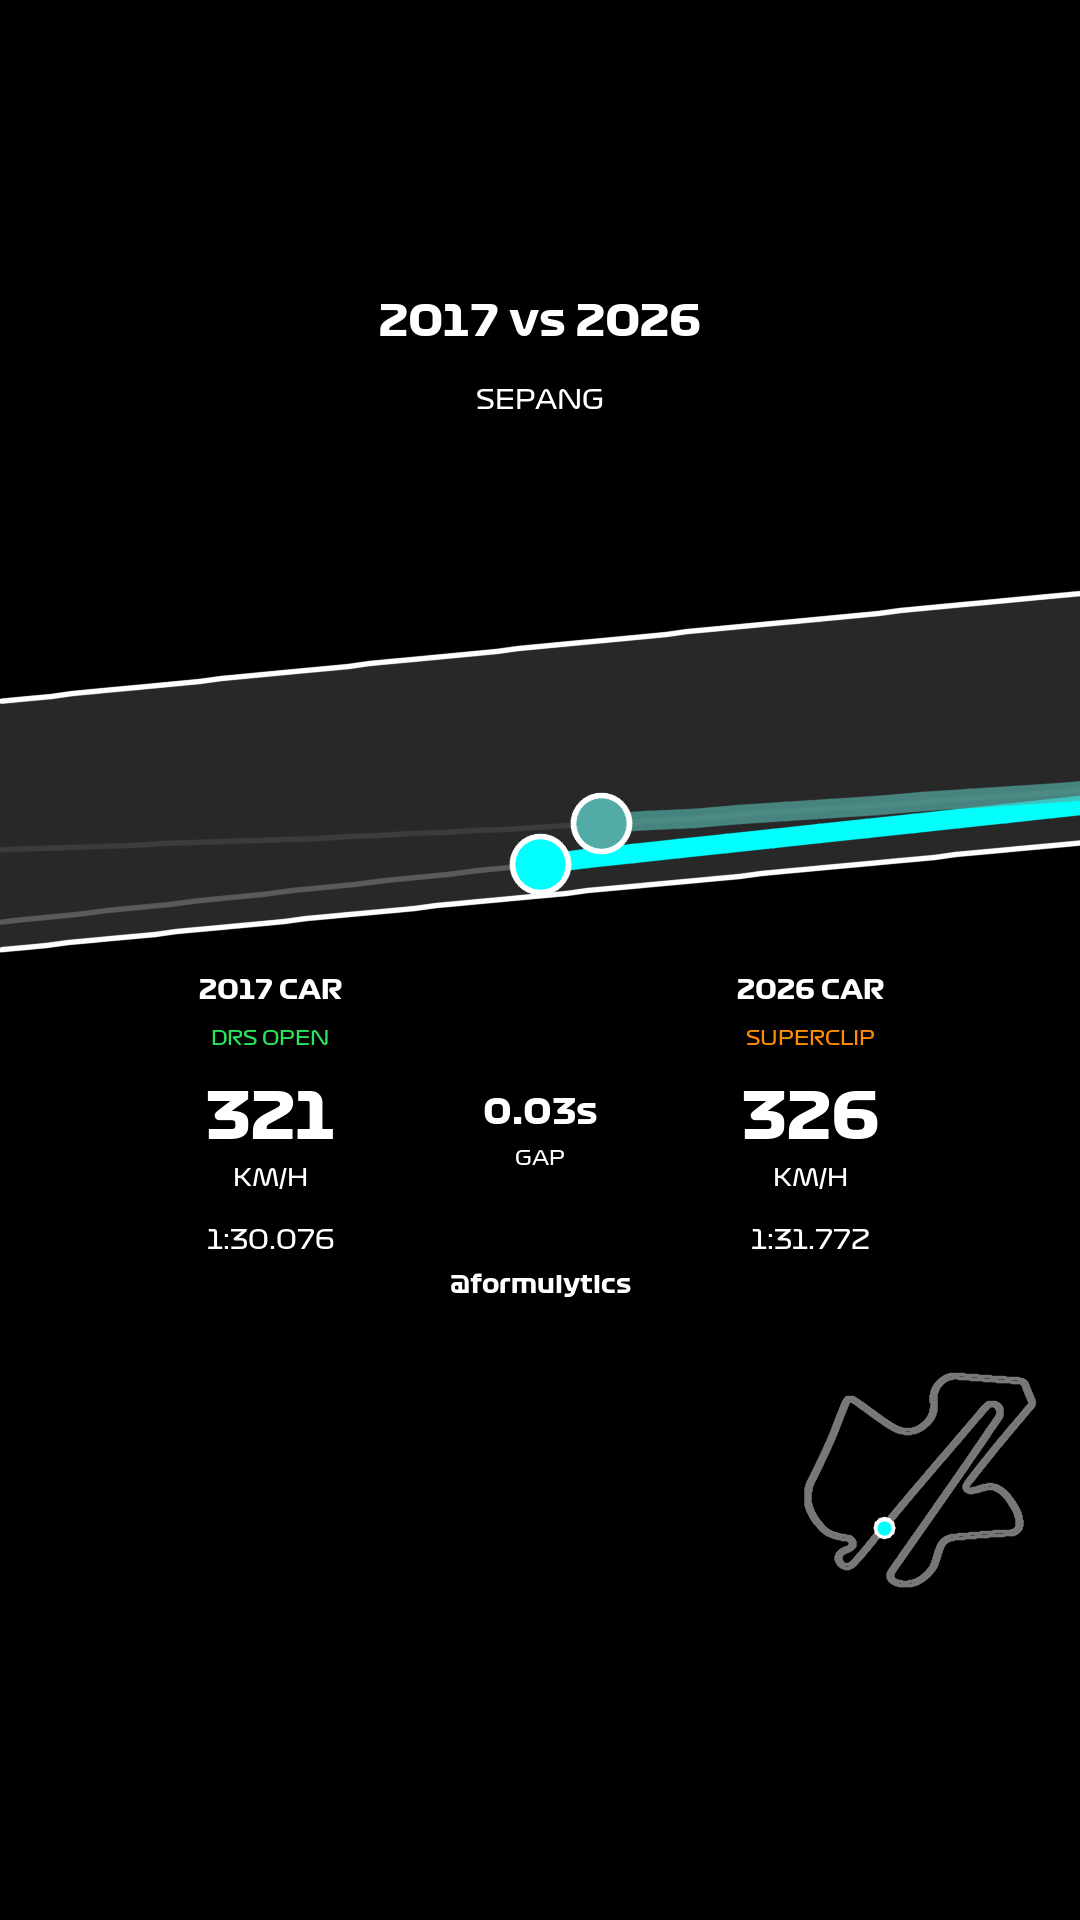 2017 vs 2026
SEPANG
2017 CAR
DRS OPEN
321
KM/H
1:30.076
0.03s
GAP
2026 CAR
SUPERCLIP
326
KM/H
1:31.772
@formulytics